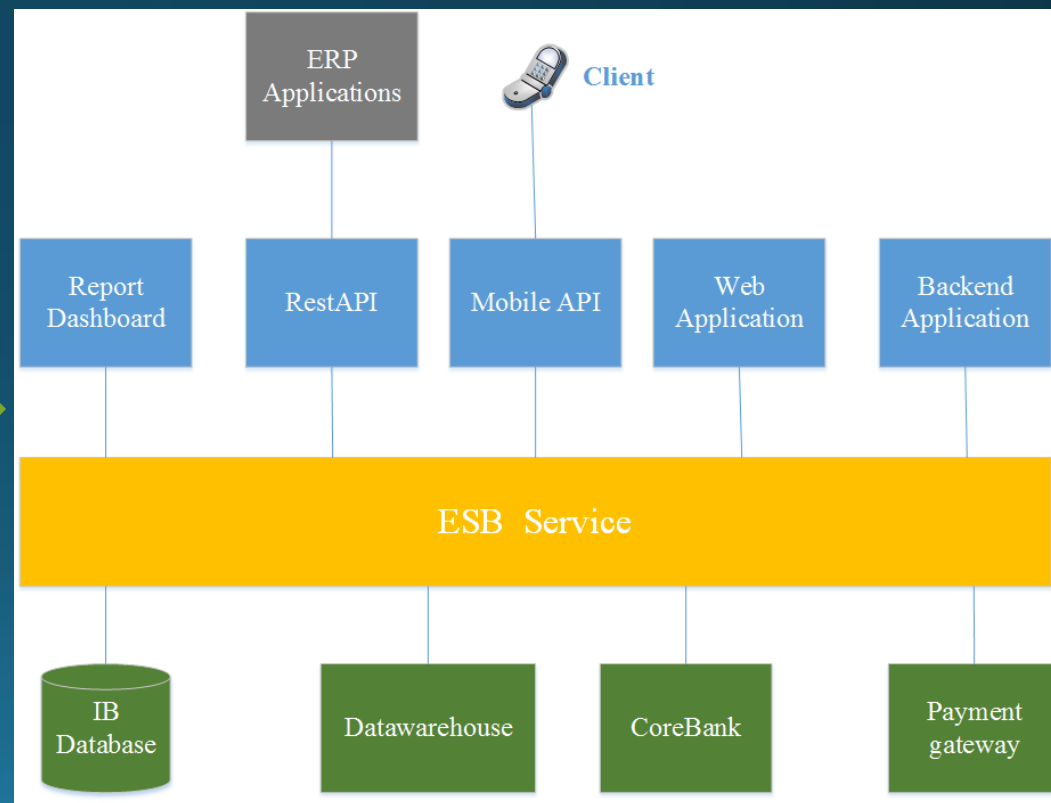 ERP
Applications
Client
Report
Dashboard
RestAPI
Mobile API
Web
Application
Backend
Application
ESB Service
IB
Database
Datawarehouse
CoreBank
Payment
gateway